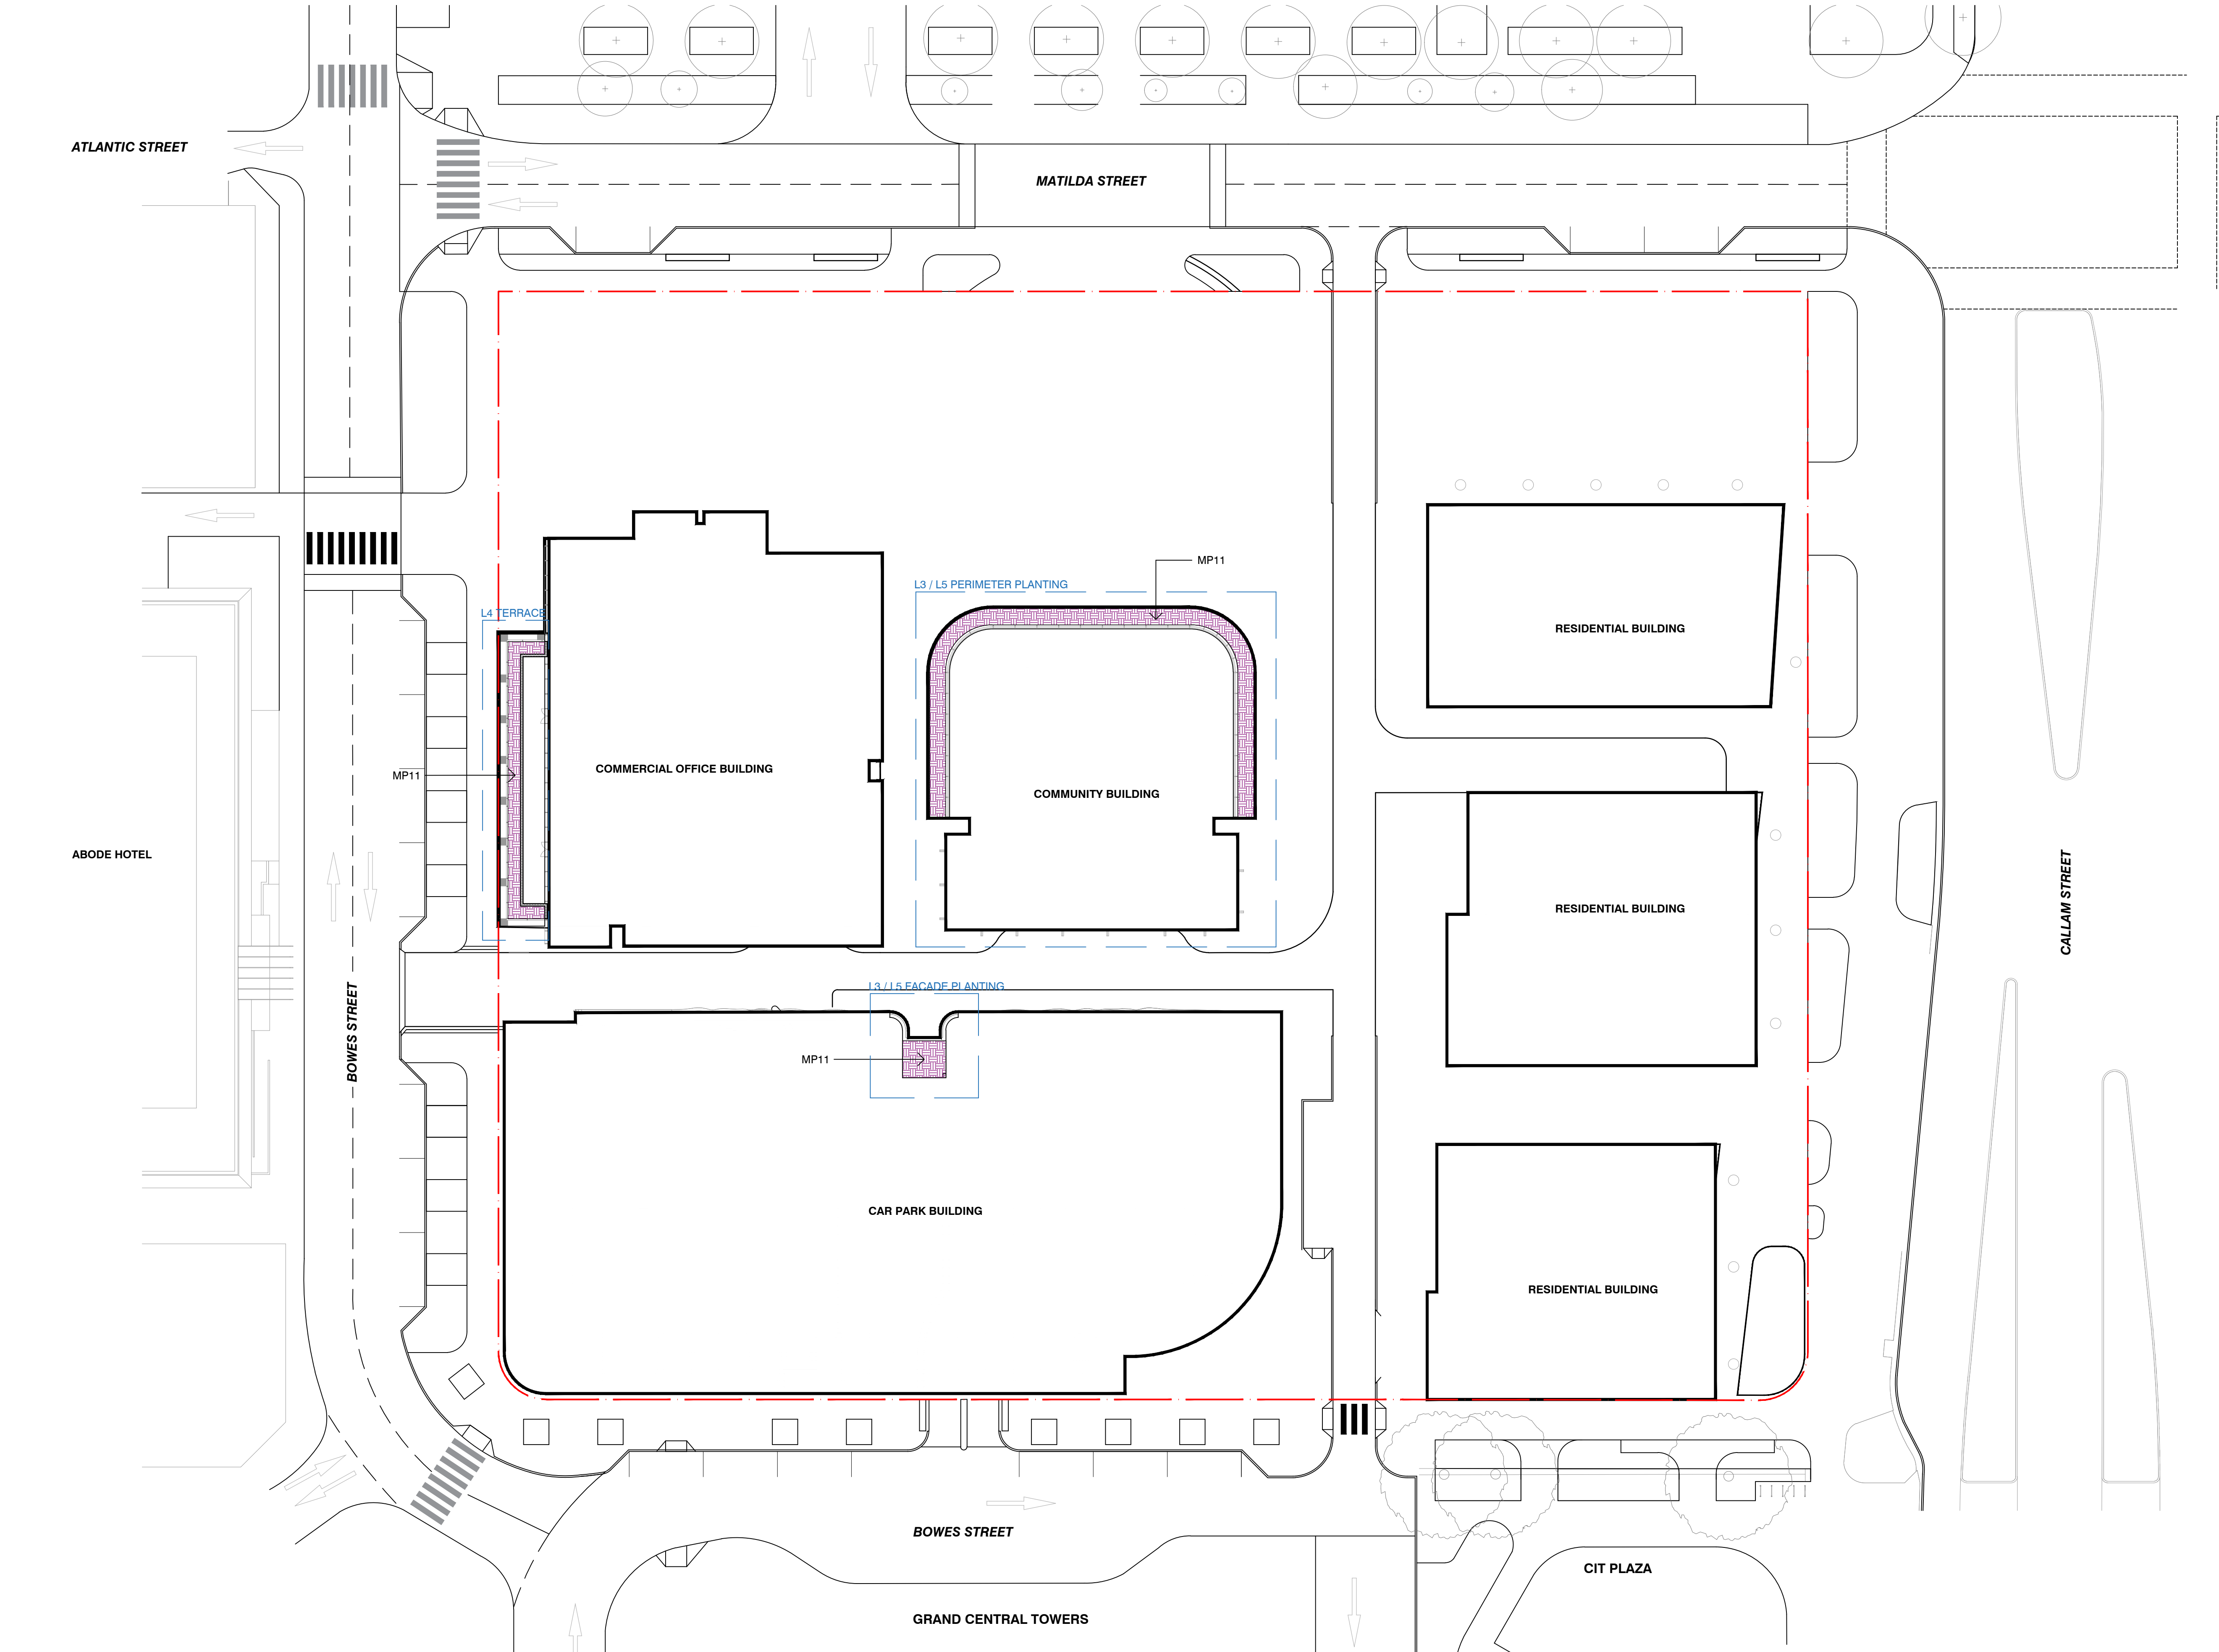 ATLANTIC STREET
MATILDA STREET
MP11
L3 / L5 PERIMETER PLANTING
L4 TERRACE
RESIDENTIAL BUILDING
COMMERCIAL OFFICE BUILDING
MP11
COMMUNITY BUILDING
ABODE HOTEL
RESIDENTIAL BUILDING
CALLAM STREET
L3 / L5 FACADE PLANTING
BOWES STREET
MP11
CAR PARK BUILDING
RESIDENTIAL BUILDING
BOWES STREET
CIT PLAZA
GRAND CENTRAL TOWERS